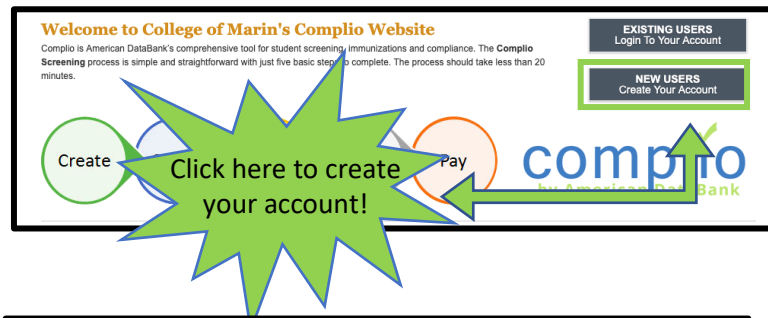 Welcome to College of Marin's Complio Website
Complio is American DataBank's comprehensive tool for student screening, immunizations and compliance. The Complio
Screening process is simple and straightforward with just five basic steps to complete. The process should take less than 20
minutes.
EXISTING USERS
Login To Your Account
NEW USERS
Create Your Account
Create
Pay
Click here to create
your account!
complio
by American DataBank